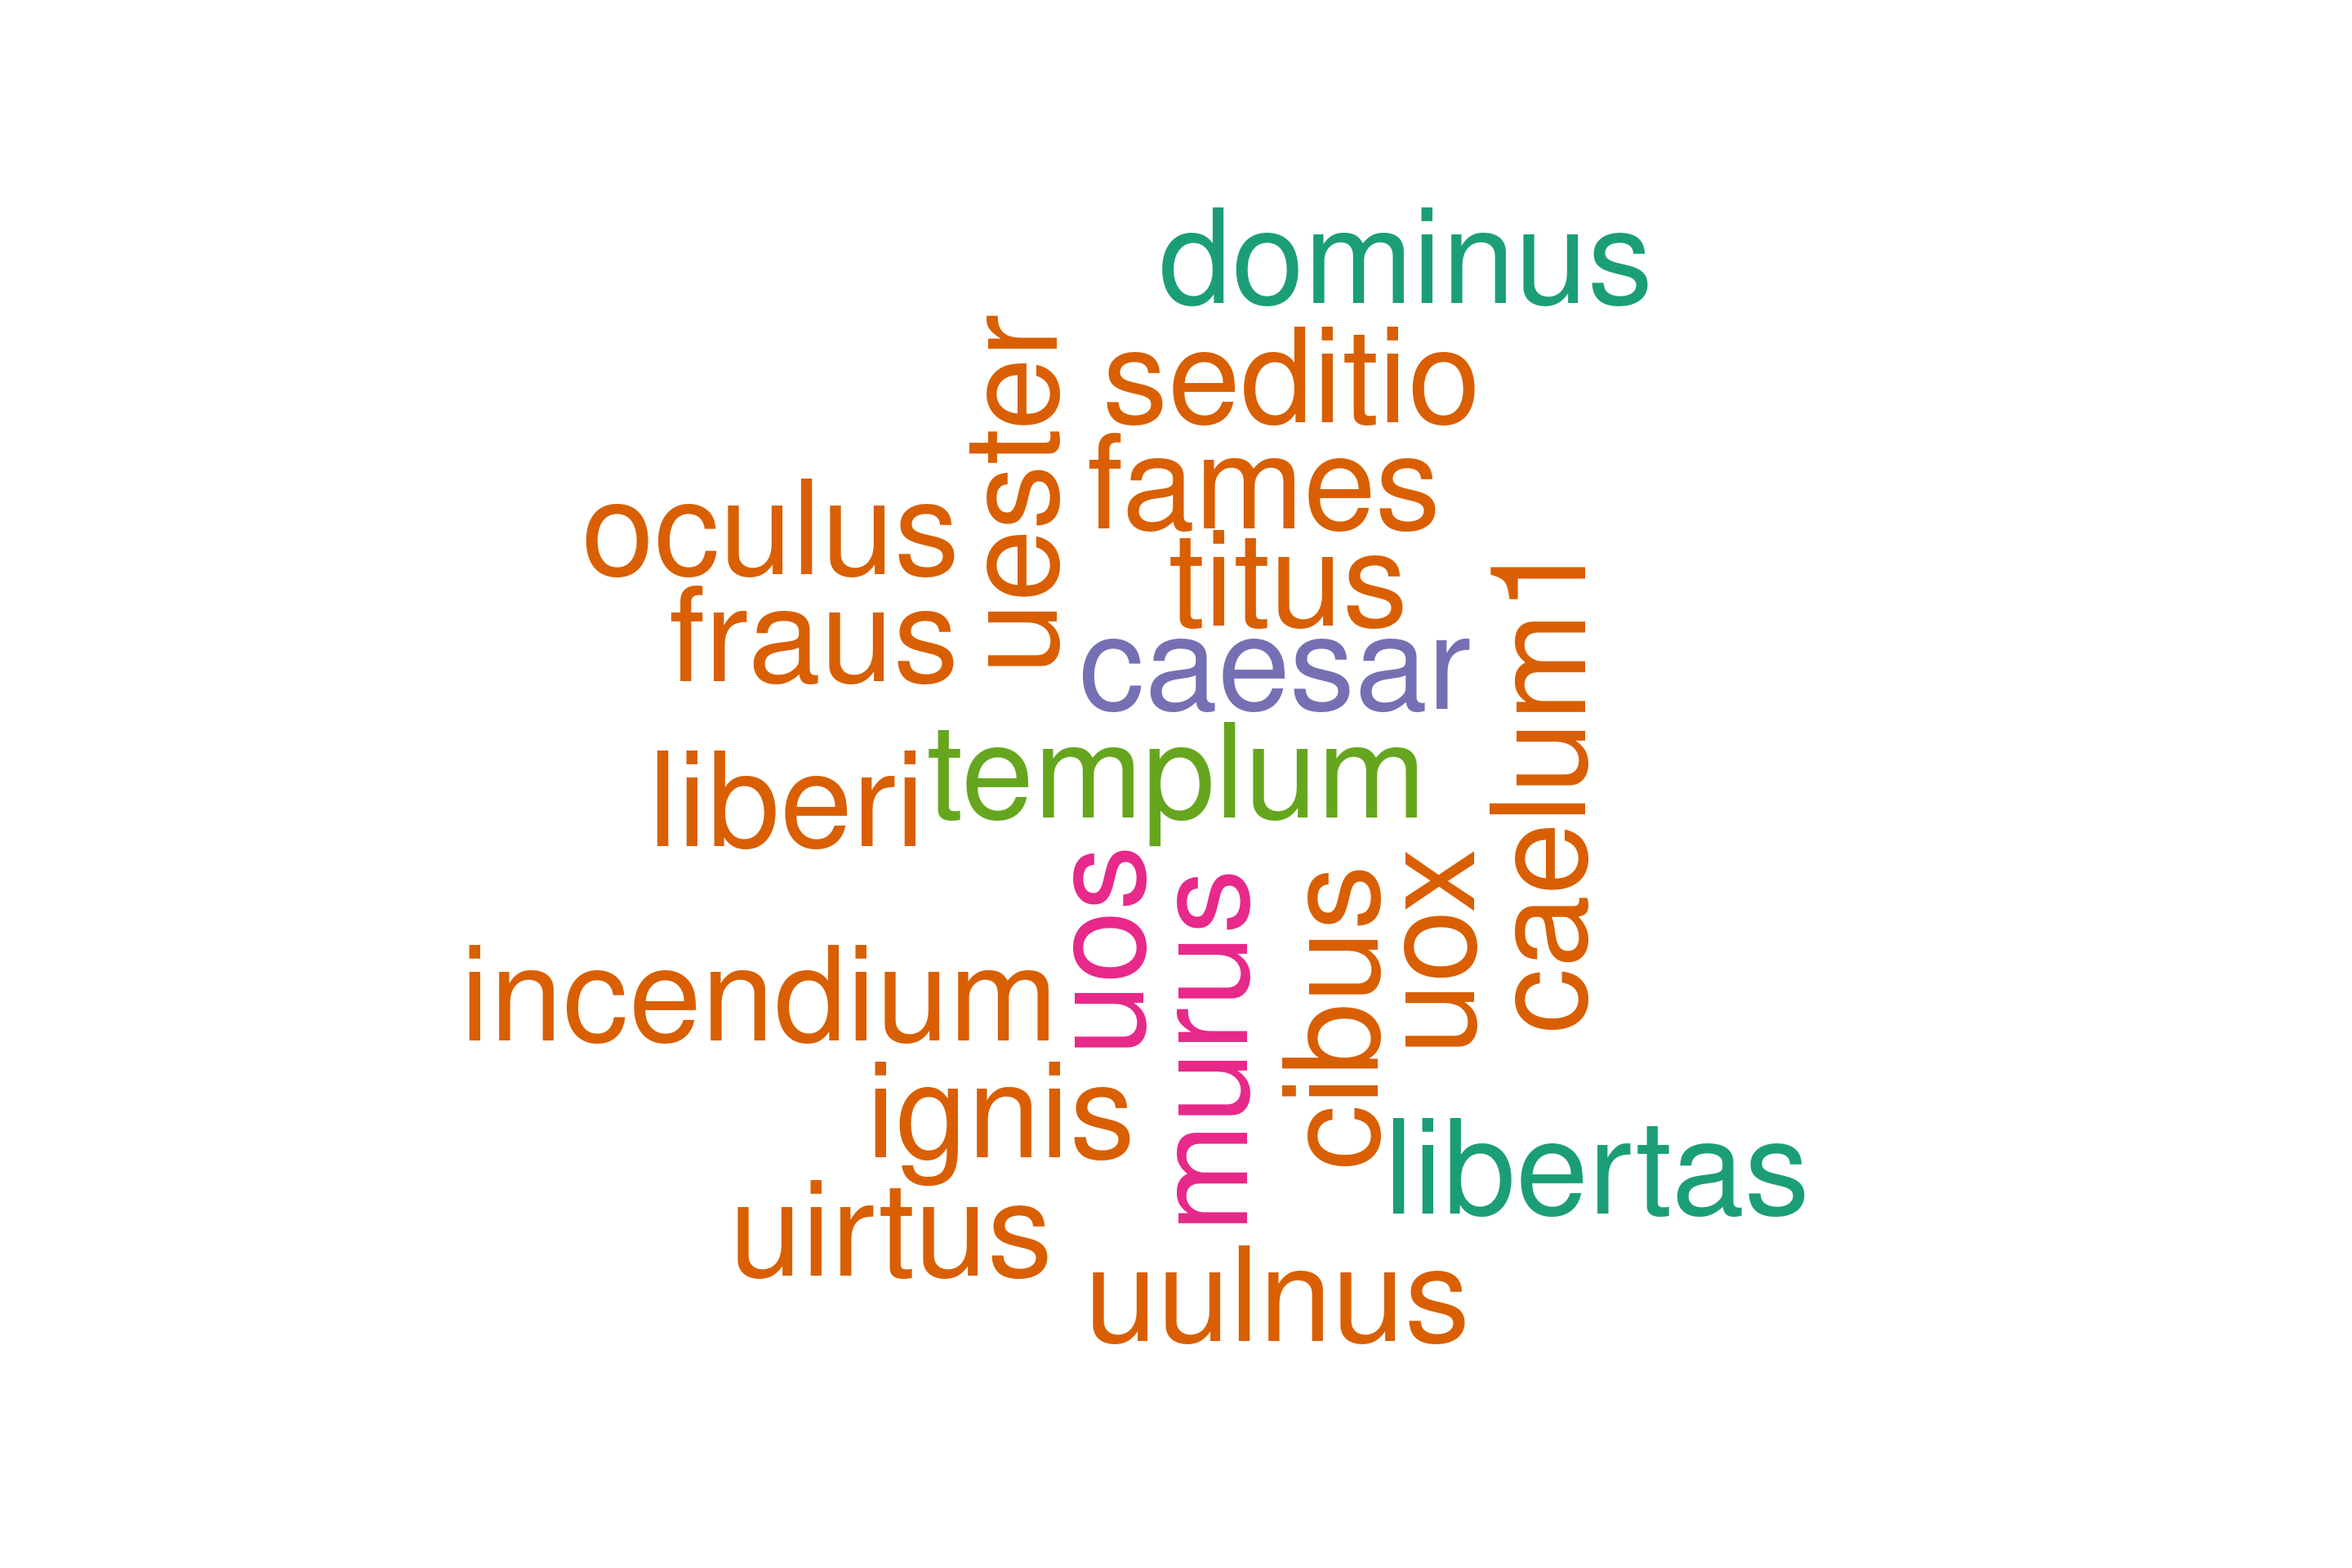 dominus
seditio
uester
fames
oculus
titus
fraus
caesar
caelum1
templum
liberi
uos
murus
cibus
uox
incendium
ignis
libertas
uirtus
uulnus